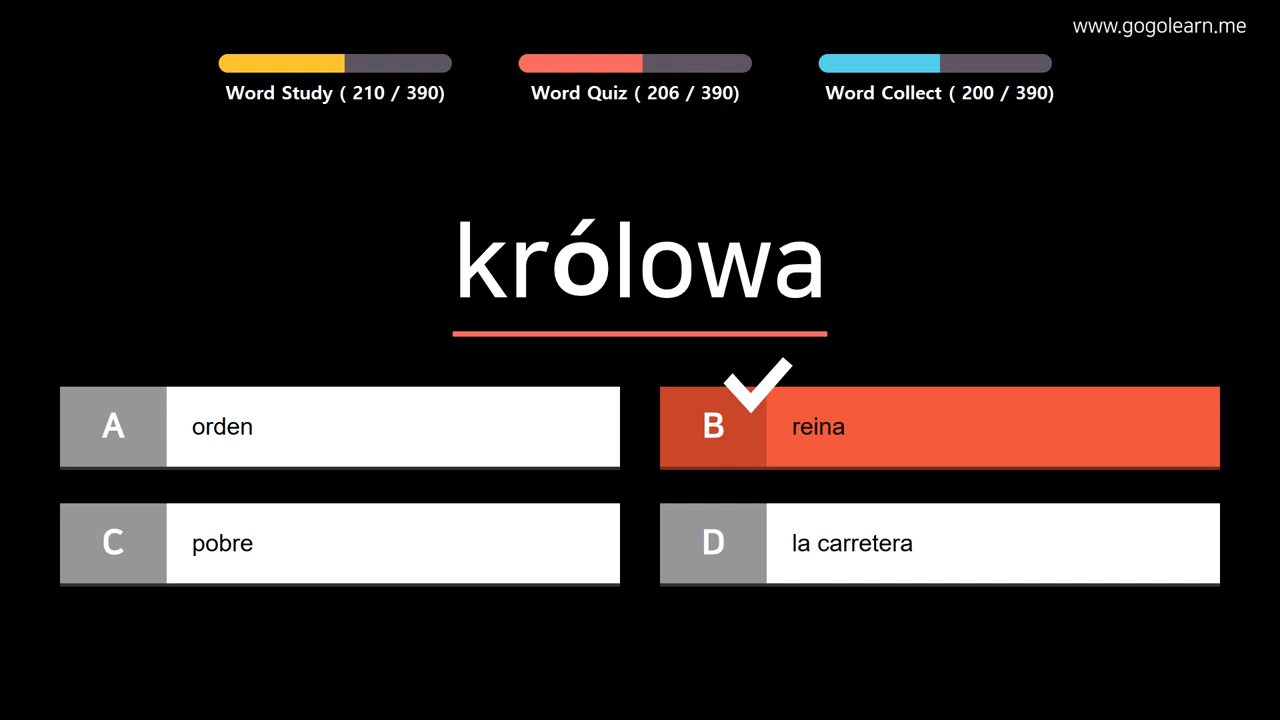 www.gogolearn.me
Word Study ( 210 / 390)
Word Quiz ( 206 / 390)
Word Collect ( 200 / 390)
królowa
A orden
B reina
C pobre
D la carretera